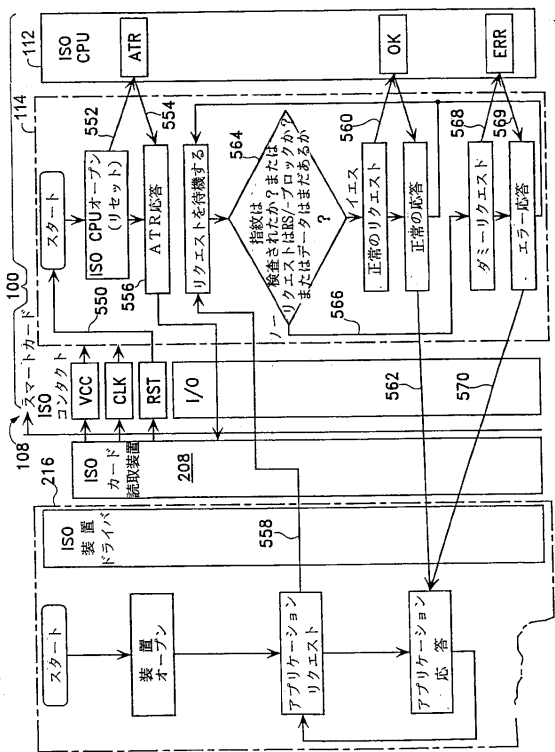 100
スマートカード
108
216
114
112
ISO
装置
ドライバ
ISO
カード
読取装置
208
ISO
コンタクト
VCC
CLK
RST
I/O
ISO
CPU
スタート
装置
オープン
アプリケーション
リクエスト
アプリケーション
応答
558
550
スタート
ISO CPUオープン
(リセット)
552
ATR
554
556
ATR応答
リクエストを待機する
指紋は
検査されたか?または
リクエストはRS/-ブロックか?
またはデータはまだあるか
?
564
ノー
イエス
566
正常のリクエスト
560
OK
正常の応答
562
ダミーリクエスト
568
ERR
569
エラー応答
570